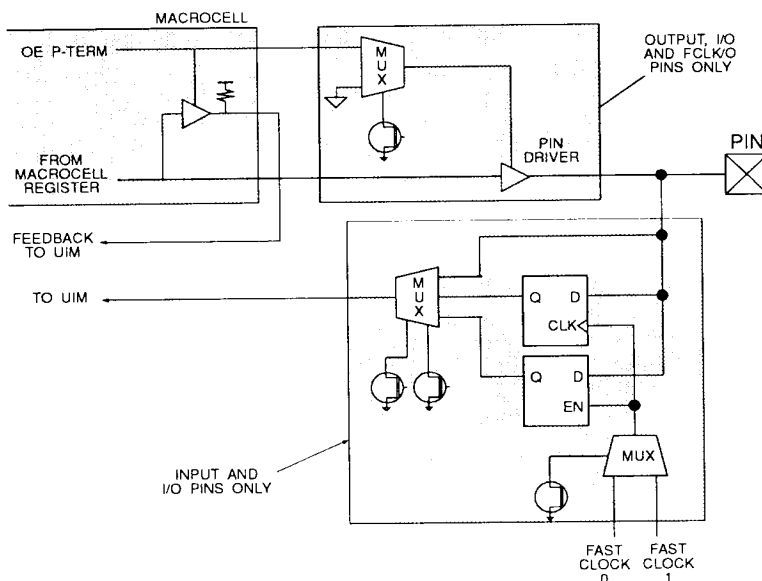 MACROCELL
OE P-TERM
MUX
OUTPUT, I/O
AND FCLK/O
PINS ONLY
FROM
MACROCELL
REGISTER
PIN
DRIVER
PIN
FEEDBACK
TO UIM
TO UIM
MUX
Q D
CLK
Q D
EN
MUX
INPUT AND
I/O PINS ONLY
FAST
CLOCK
0
FAST
CLOCK
1